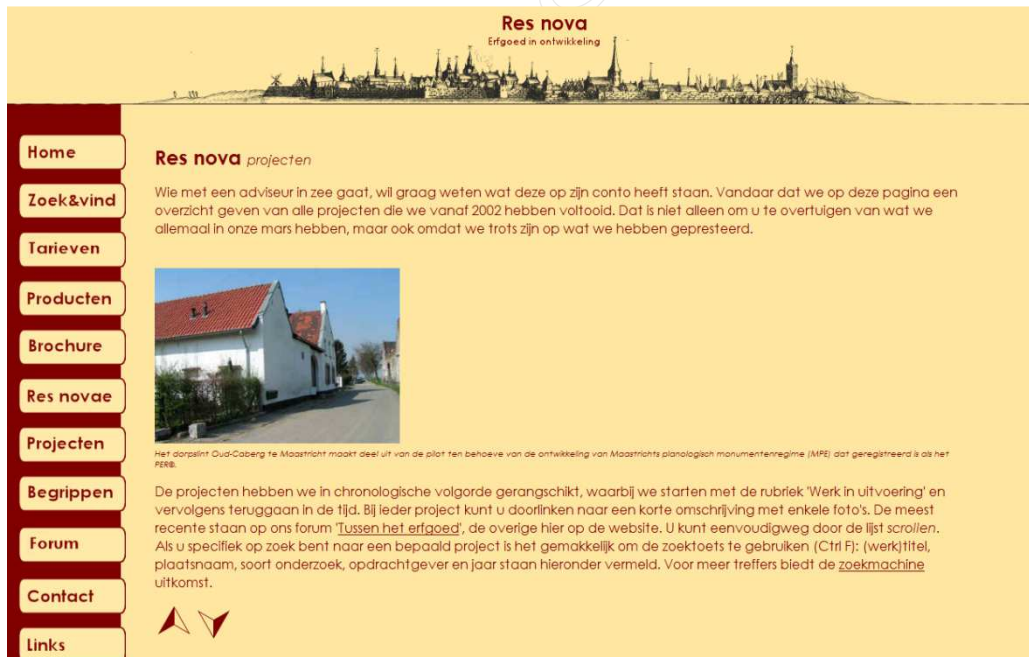 Res nova
Erfgoed in ontwikkeling
Home
Zoek&vind
Tarieven
Producten
Brochure
Res novae
Projecten
Begrippen
Forum
Contact
Links
Res nova projecten
Wie met een adviseur in zee gaat, wil graag weten wat deze op zijn conto heeft staan. Vandaar dat we op deze pagina een
overzicht geven van alle projecten die we vanaf 2002 hebben voltooid. Dat is niet alleen om u te overtuigen van wat we
allemaal in onze mars hebben, maar ook omdat we trots zijn op wat we hebben gepresteerd.
Het dorpslint Oud-Caberg te Maastricht maakt deel uit van de pilot ten behoeve van de ontwikkeling van Maastrichts planologisch monumentenregime (MPE) dat geregistreerd is als het
PER®.
De projecten hebben we in chronologische volgorde gerangschikt, waarbij we starten met de rubriek 'Werk in uitvoering' en
vervolgens teruggaan in de tijd. Bij ieder project kunt u doorlinken naar een korte omschrijving met enkele foto's. De meest
recente staan op ons forum 'Tussen het erfgoed', de overige hier op de website. U kunt eenvoudigweg door de lijst scrollen.
Als u specifiek op zoek bent naar een bepaald project is het gemakkelijk om de zoektoets te gebruiken (Ctrl F): (werk)titel,
plaatsnaam, soort onderzoek, opdrachtgever en jaar staan hieronder vermeld. Voor meer treffers biedt de zoekmachine
uitkomst.